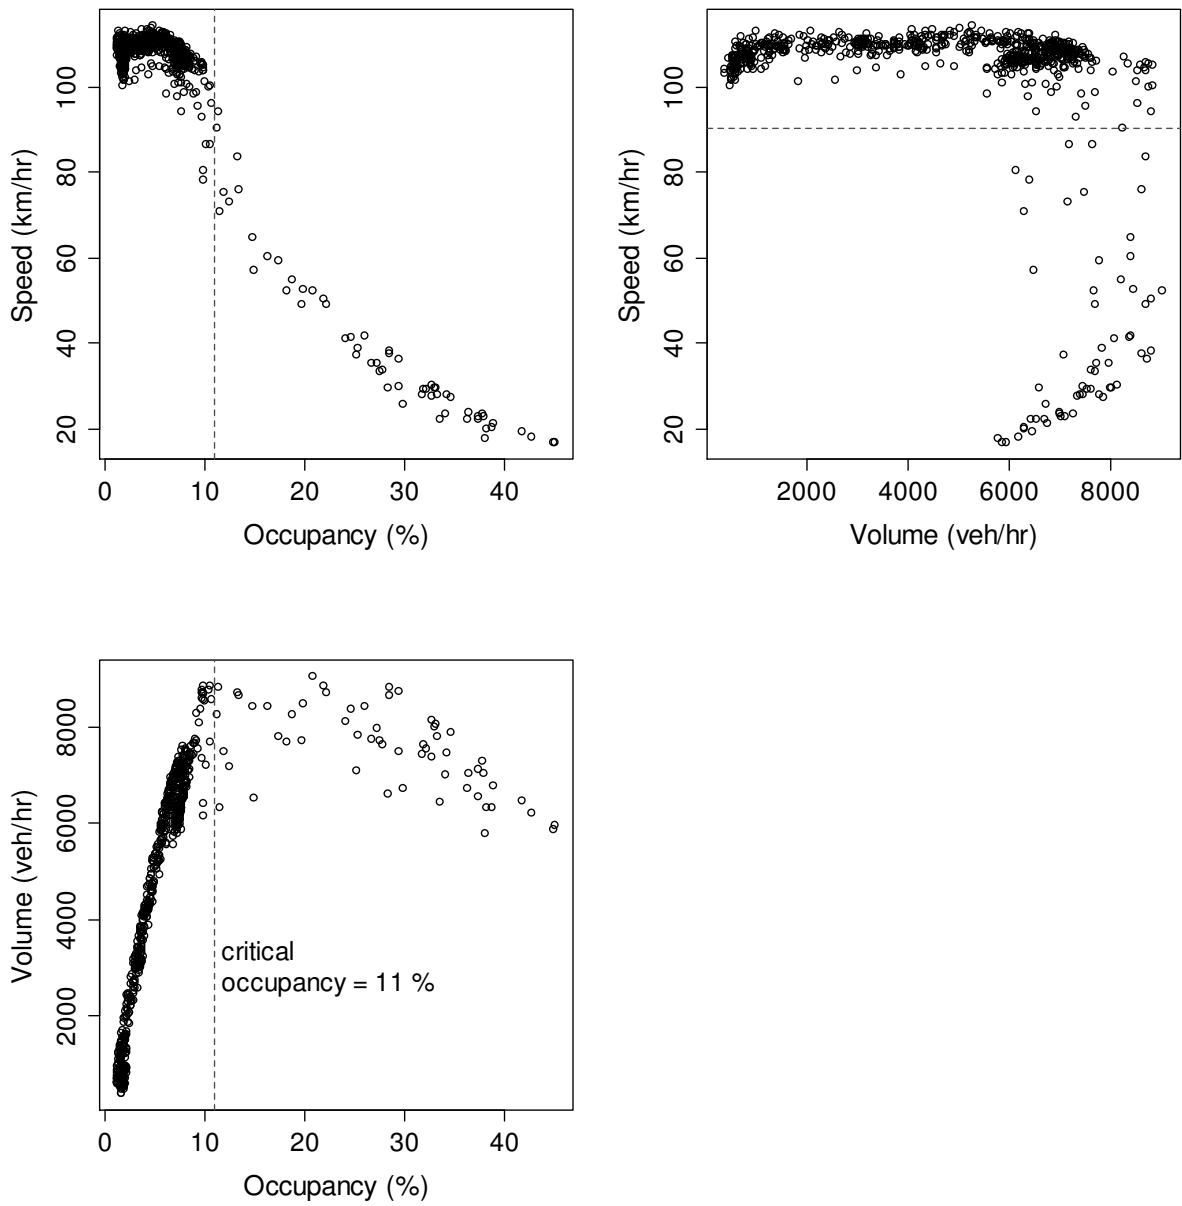 Speed (km/hr)
100
80
60
40
20
0 10 20 30 40
Occupancy (%)
Speed (km/hr)
100
80
60
40
20
2000 4000 6000 8000
Volume (veh/hr)
Volume (veh/hr)
8000
6000
4000
2000
critical
occupancy = 11 %
0 10 20 30 40
Occupancy (%)